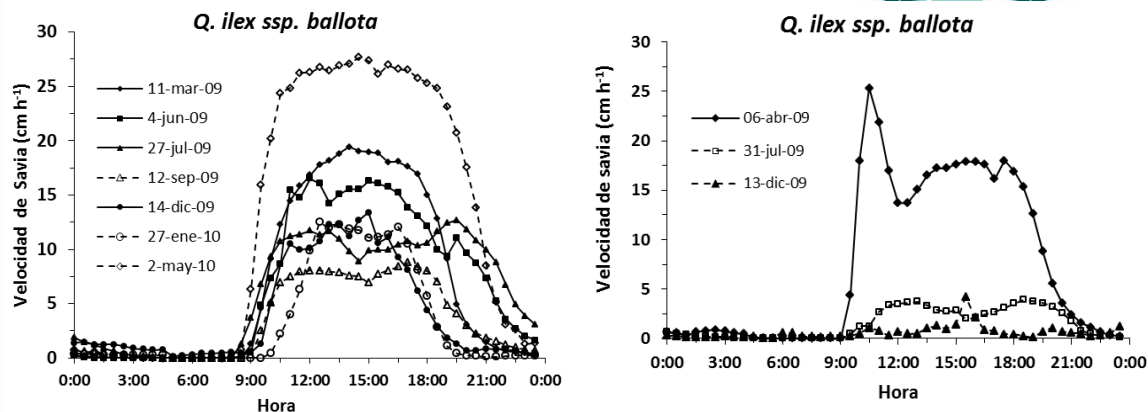 Q. ilex ssp. ballota
Velocidad de Savia (cm h⁻¹)
30
25
20
15
10
5
0
11-mar-09
4-jun-09
27-jul-09
12-sep-09
14-dic-09
27-ene-10
2-may-10
0:00 3:00 6:00 9:00 12:00 15:00 18:00 21:00 0:00
Hora
Q. ilex ssp. ballota
Velocidad de savia (cm h⁻¹)
30
25
20
15
10
5
0
06-abr-09
31-jul-09
13-dic-09
0:00 3:00 6:00 9:00 12:00 15:00 18:00 21:00 0:00
Hora